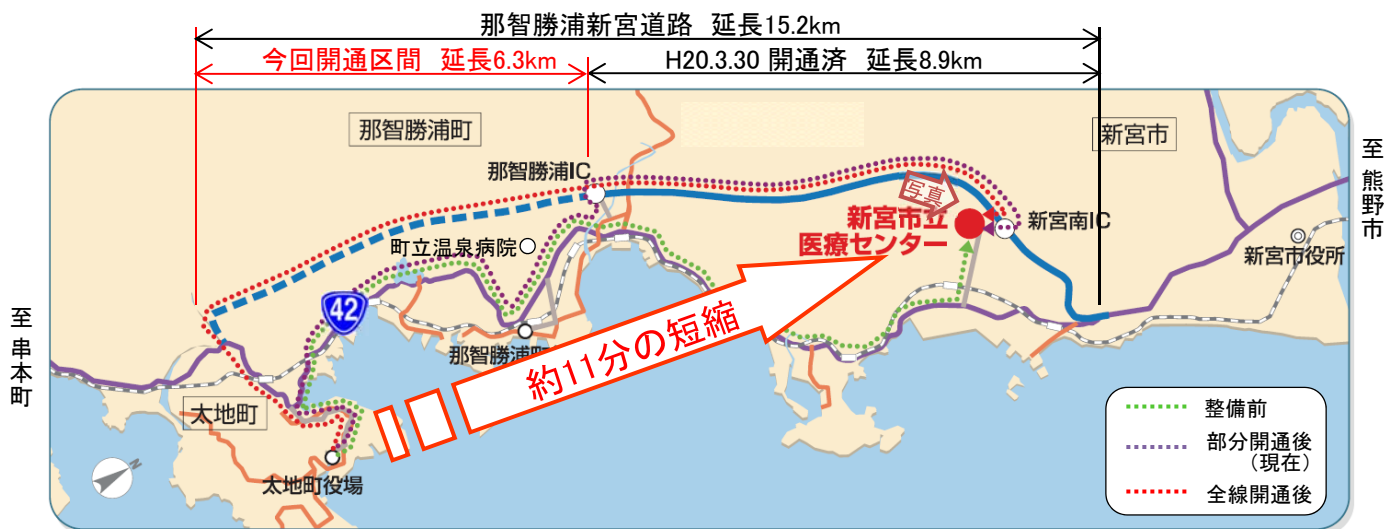 那智勝浦新宮道路 延長15.2km
今回開通区間 延長6.3km
H20.3.30 開通済 延長8.9km
那智勝浦町
新宮市
至熊野市
那智勝浦IC
写真
新宮市立
医療センター
新宮南IC
町立温泉病院
新宮市役所
42
至串本町
約11分の短縮
那智勝浦町
太地町
太地町役場
N
整備前
部分開通後
(現在)
全線開通後